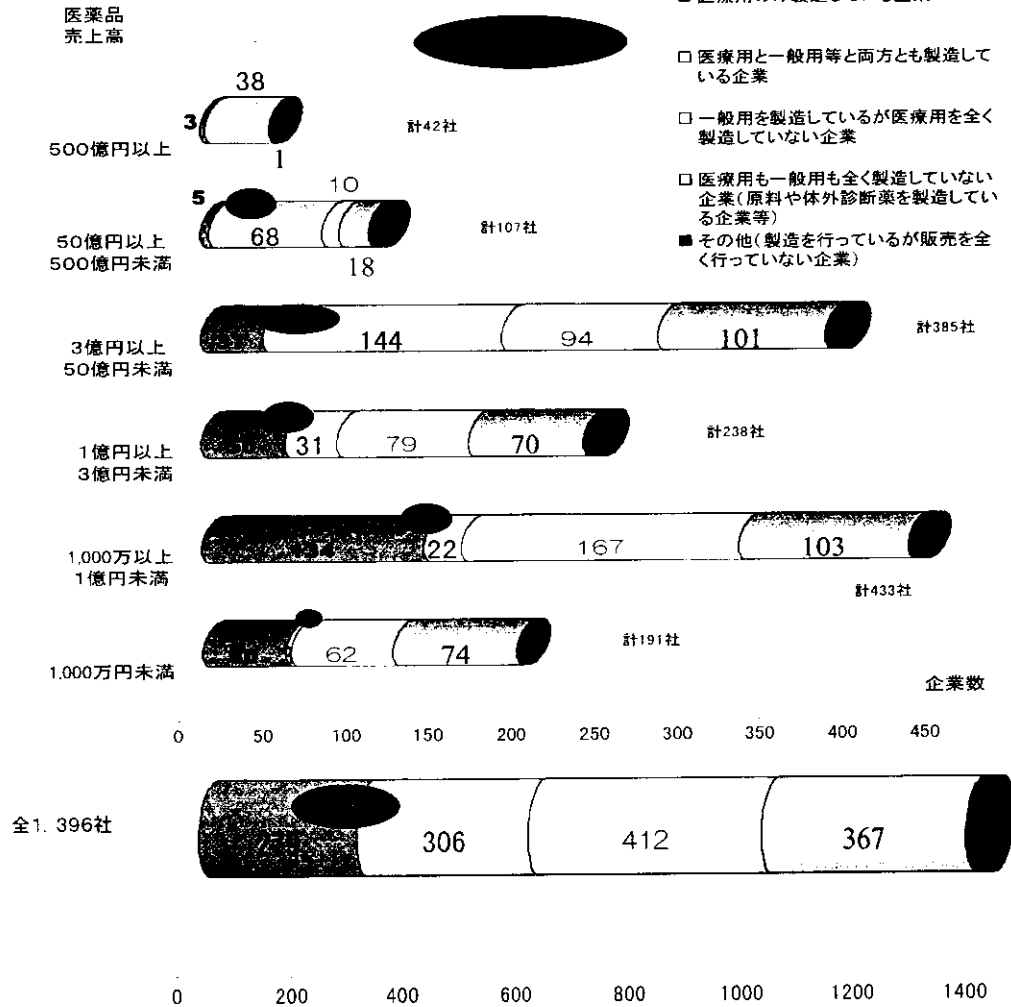 医薬品
売上高
□ 医療用と一般用等と両方とも製造して
いる企業
□ 一般用を製造しているが医療用を全く
製造していない企業
□ 医療用も一般用も全く製造していない
企業(原料や体外診断薬を製造してい
る企業等)
■ その他(製造を行っているが販売を全
く行っていない企業)
38
3
500億円以上
1
計42社
5
10
68
50億円以上
500億円未満
18
計107社
3億円以上
50億円未満
144
94
101
計385社
1億円以上
3億円未満
31
79
70
計238社
1,000万以上
1億円未満
22
167
103
計433社
1,000万円未満
62
74
計191社
企業数
0 50 100 150 200 250 300 350 400 450
全1. 396社
306
412
367
0 200 400 600 800 1000 1200 1400